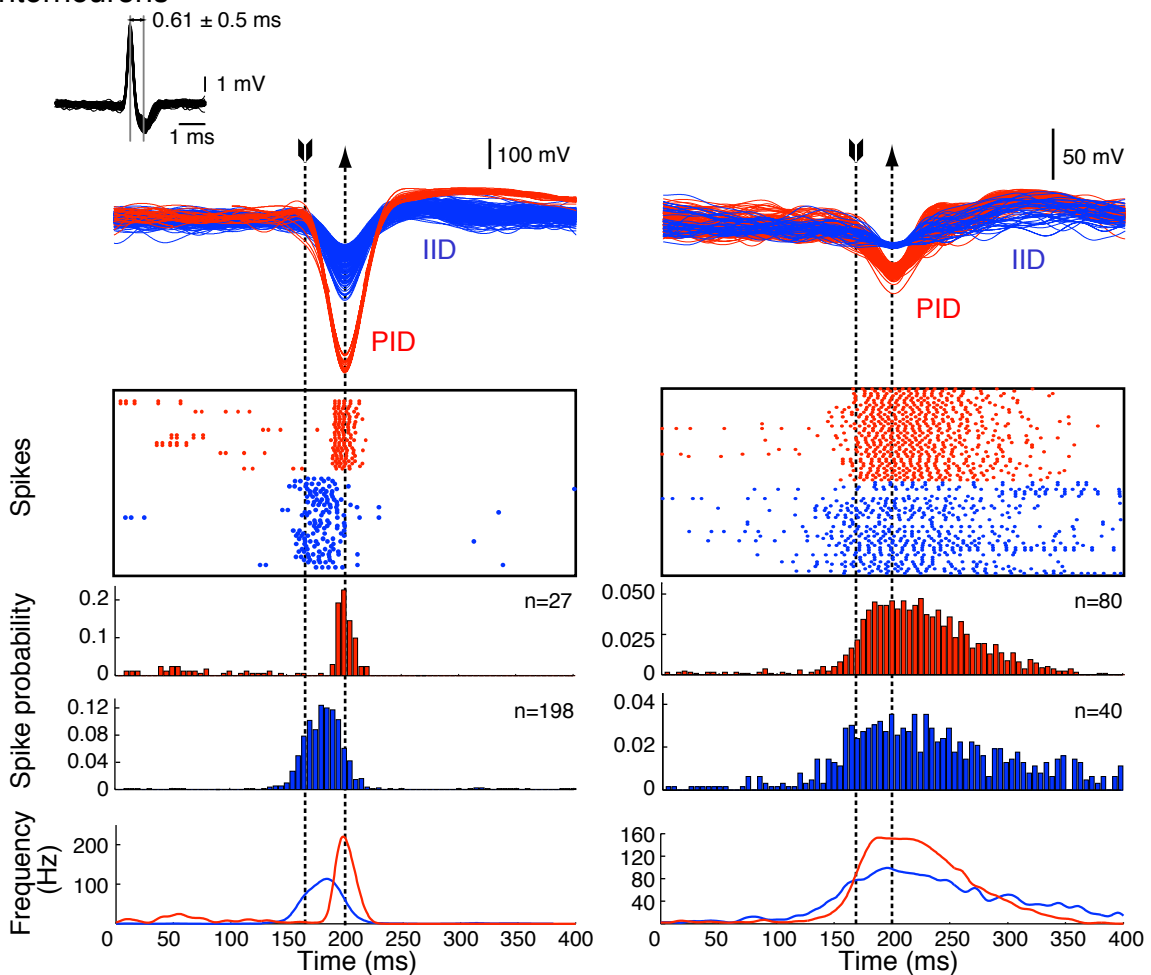 0.61 ± 0.5 ms
1 mV
1 ms
100 mV
50 mV
IID
PID
IID
PID
Spikes
Spike probability
Frequency (Hz)
0.2
0.1
0
n=27
0.12
0.08
0.04
0
n=198
200
100
0 50 100 150 200 250 300 350 400
Time (ms)
0.050
0.025
0
n=80
0.04
0.02
0
n=40
160
120
80
40
0 50 100 150 200 250 300 350 400
Time (ms)